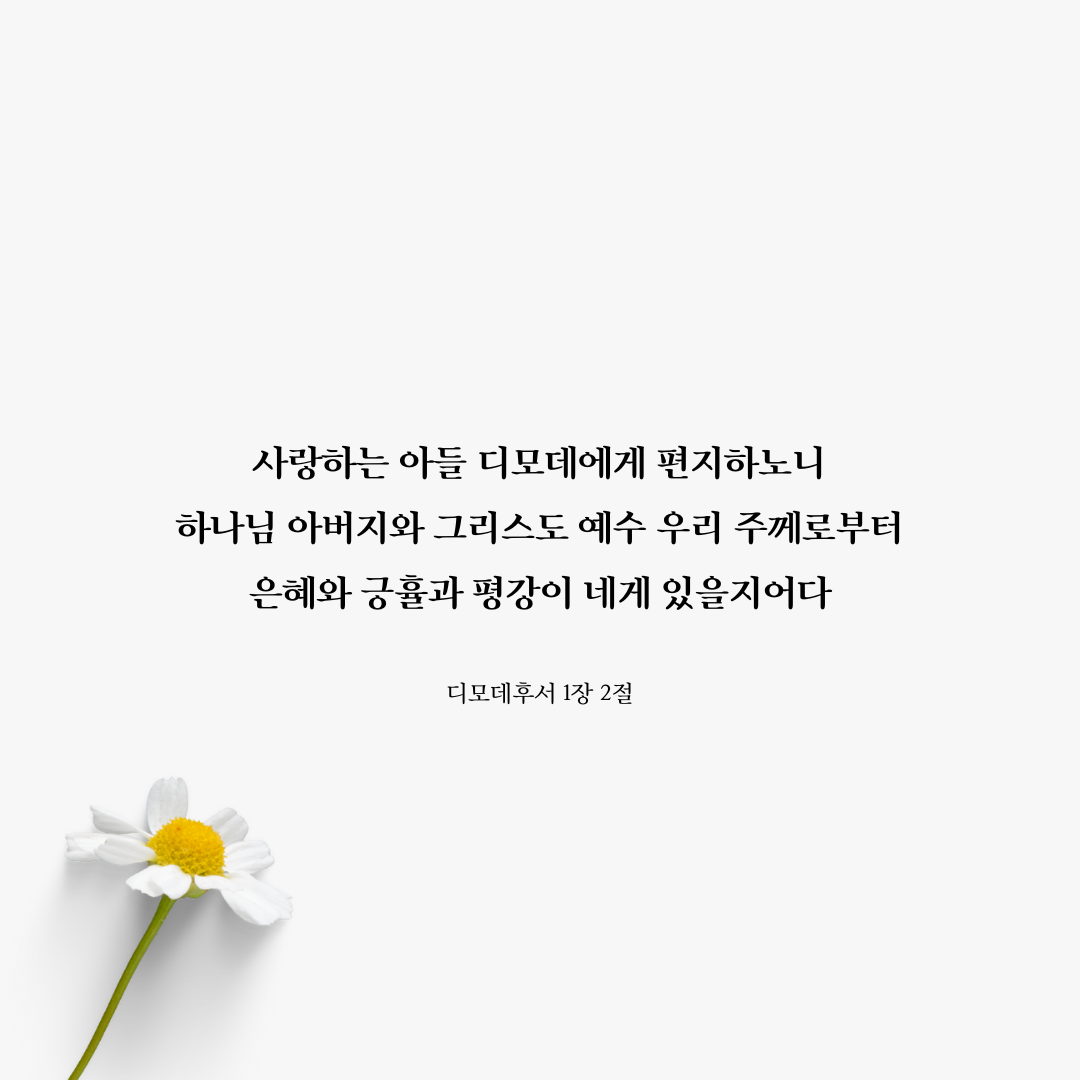 사랑하는 아들 디모데에게 편지하노니
하나님 아버지와 그리스도 예수 우리 주께로부터
은혜와 긍휼과 평강이 네게 있을지어다
디모데후서 1장 2절